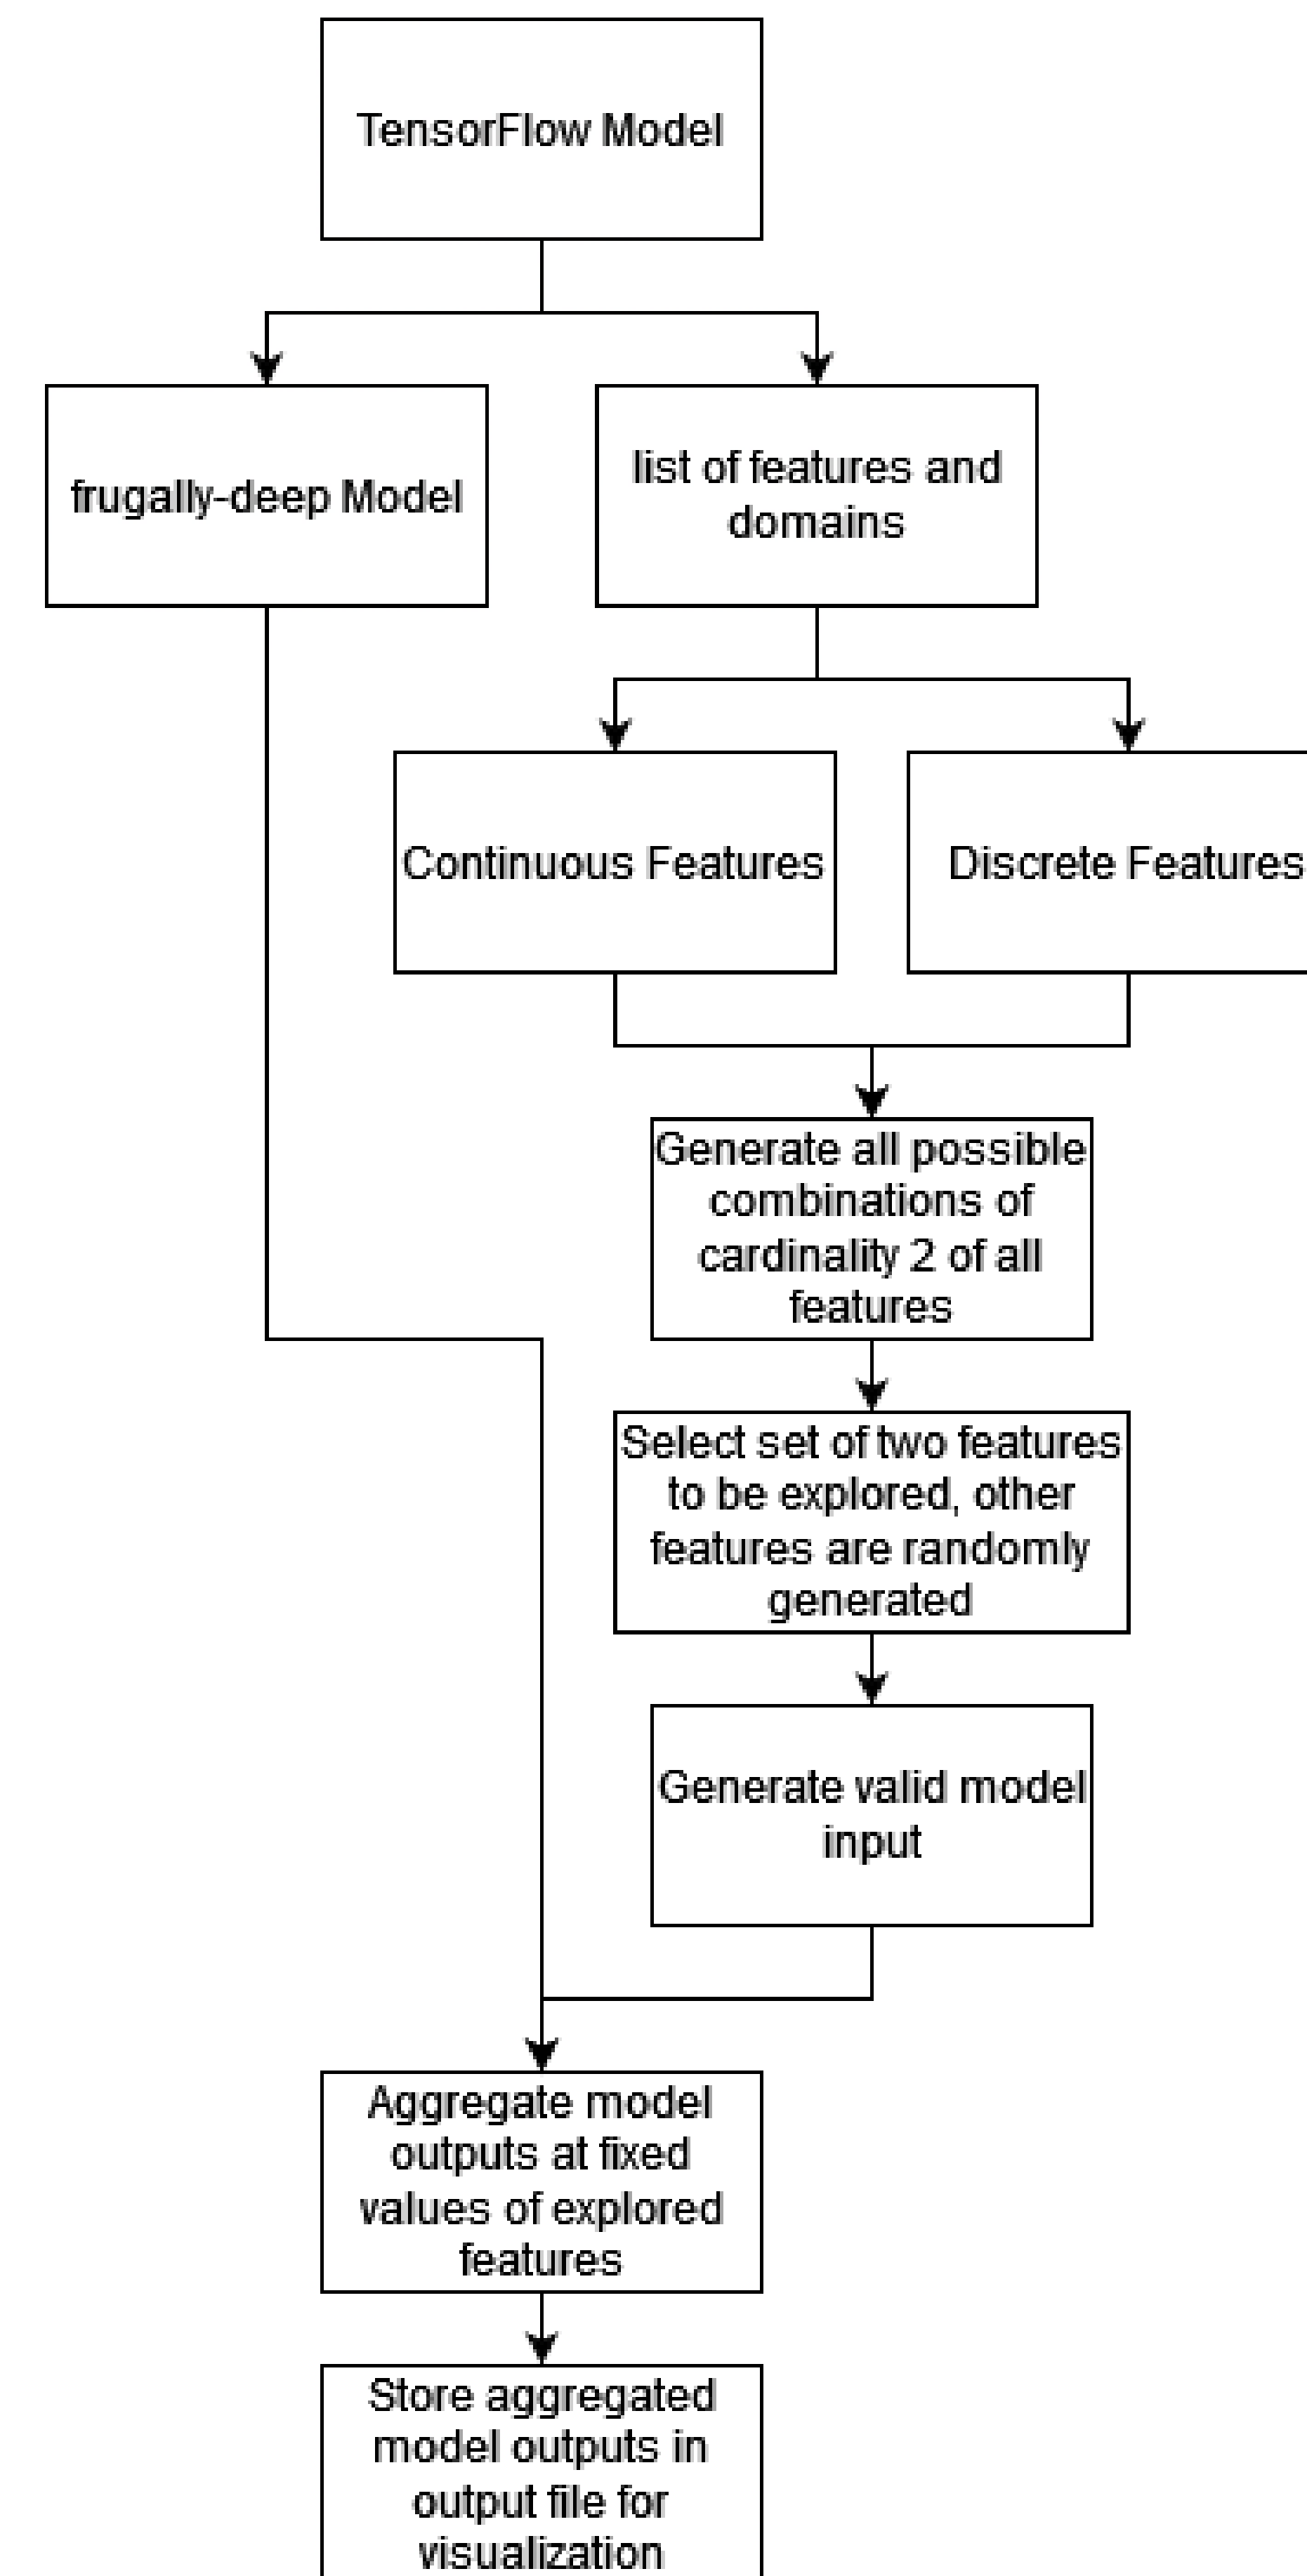 TensorFlow Model
frugally-deep Model
list of features and
domains
Continuous Features
Discrete Features
Generate all possible
combinations of
cardinality 2 of all
features
Select set of two features
to be explored, other
features are randomly
generated
Generate valid model
input
Aggregate model
outputs at fixed
values of explored
features
Store aggregated
model outputs in
output file for
visualization